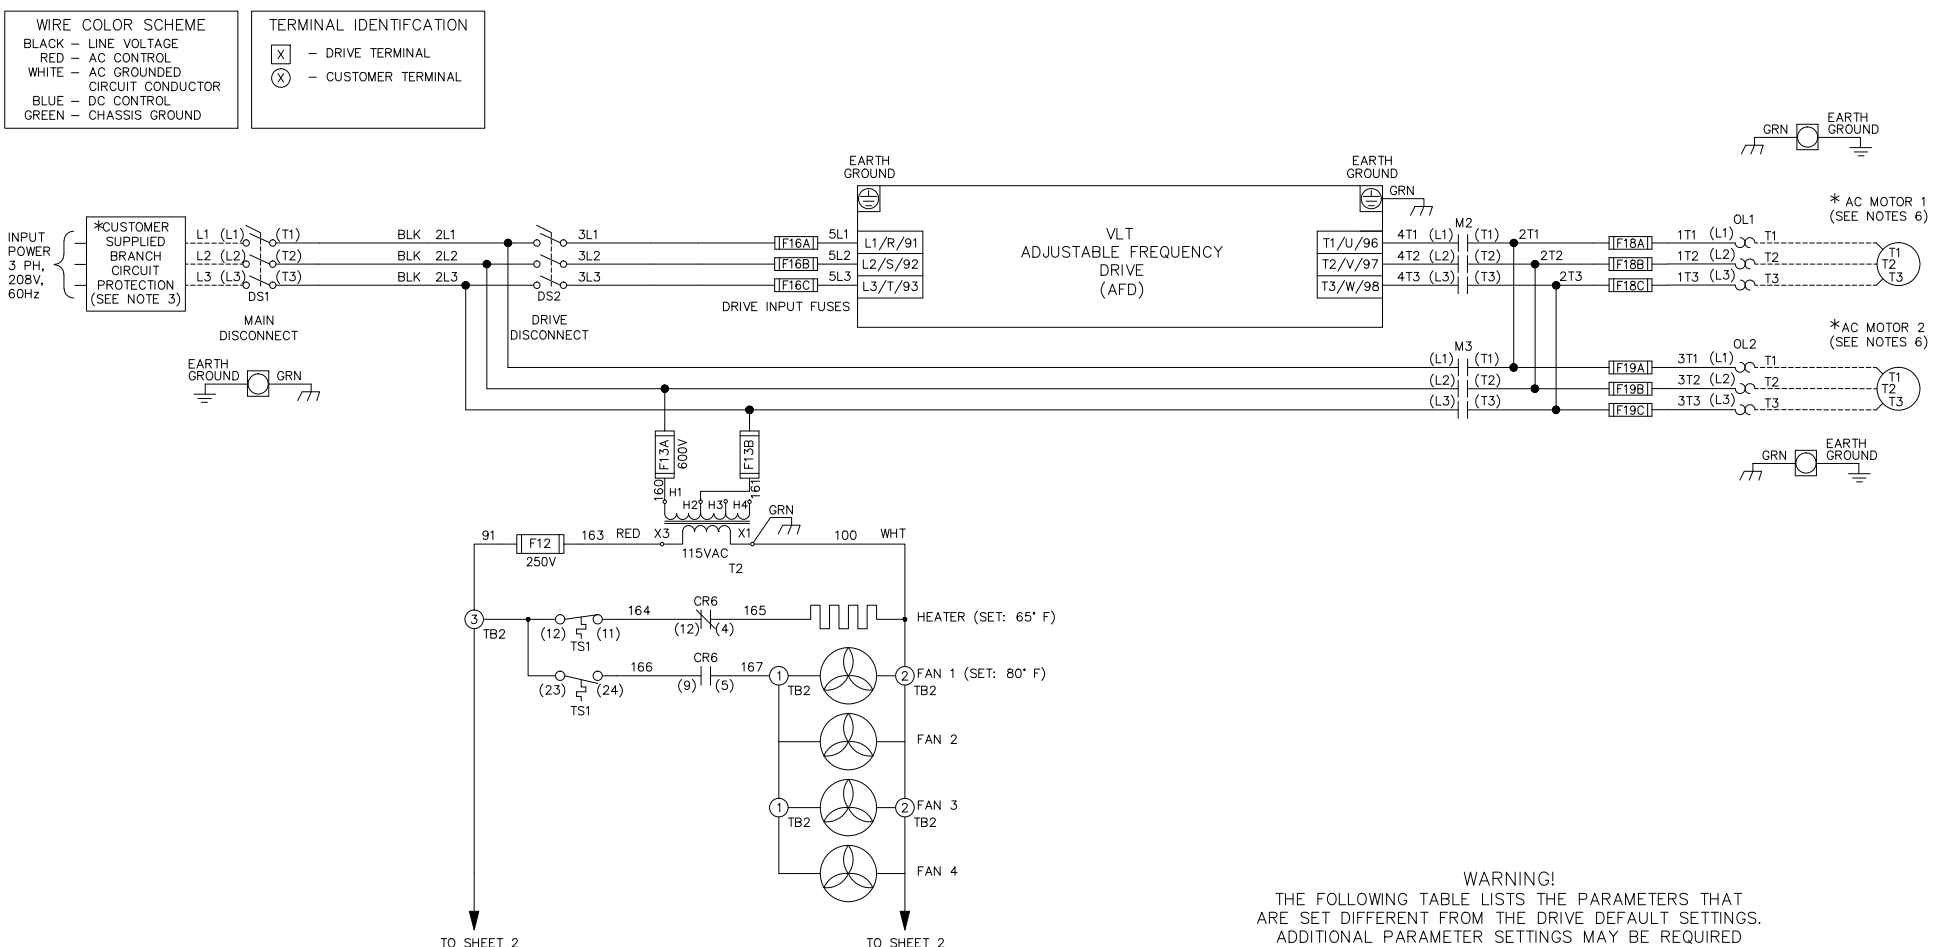 WIRE COLOR SCHEME
BLACK – LINE VOLTAGE
RED – AC CONTROL
WHITE – AC GROUNDED
CIRCUIT CONDUCTOR
BLUE – DC CONTROL
GREEN – CHASSIS GROUND
TERMINAL IDENTIFCATION
X – DRIVE TERMINAL
X – CUSTOMER TERMINAL
GRN
EARTH
GROUND
INPUT
POWER
3 PH,
208V,
60Hz
*CUSTOMER
SUPPLIED
BRANCH
CIRCUIT
PROTECTION
(SEE NOTE 3)
L1 (L1) (T1) BLK 2L1 3L1 F16A 5L1 L1/R/91
L2 (L2) (T2) BLK 2L2 3L2 F16B 5L2 L2/S/92
L3 (L3) (T3) BLK 2L3 3L3 F16C 5L3 L3/T/93
DS1
MAIN
DISCONNECT
DS2
DRIVE
DISCONNECT
DRIVE INPUT FUSES
EARTH
GROUND
VLT
ADJUSTABLE FREQUENCY
DRIVE
(AFD)
EARTH
GROUND
GRN
M2
OL1
* AC MOTOR 1
(SEE NOTES 6)
T1/U/96 4T1 (L1) (T1) 2T1 F18A 1T1 (L1) T1 T1
T2/V/97 4T2 (L2) (T2) 2T2 F18B 1T2 (L2) T2 T2
T3/W/98 4T3 (L3) (T3) 2T3 F18C 1T3 (L3) T3 T3
EARTH
GROUND
GRN
M3
OL2
*AC MOTOR 2
(SEE NOTES 6)
(L1) (T1) F19A 3T1 (L1) T1 T1
(L2) (T2) F19B 3T2 (L2) T2 T2
(L3) (T3) F19C 3T3 (L3) T3 T3
GRN
EARTH
GROUND
F13A
600V
F13B
160
161
H1
H2 H3 H4
GRN
91 F12 163 RED X3 X1 100 WHT
250V
115VAC
T2
3
TB2
(12) (11)
TS1
164
CR6
(12) (4)
165
HEATER (SET: 65° F)
(23) (24)
TS1
166
CR6
(9) (5)
167
1
TB2
2
TB2
FAN 1 (SET: 80° F)
FAN 2
1
TB2
2
TB2
FAN 3
FAN 4
TO SHEET 2
TO SHEET 2
WARNING!
THE FOLLOWING TABLE LISTS THE PARAMETERS THAT
ARE SET DIFFERENT FROM THE DRIVE DEFAULT SETTINGS.
ADDITIONAL PARAMETER SETTINGS MAY BE REQUIRED